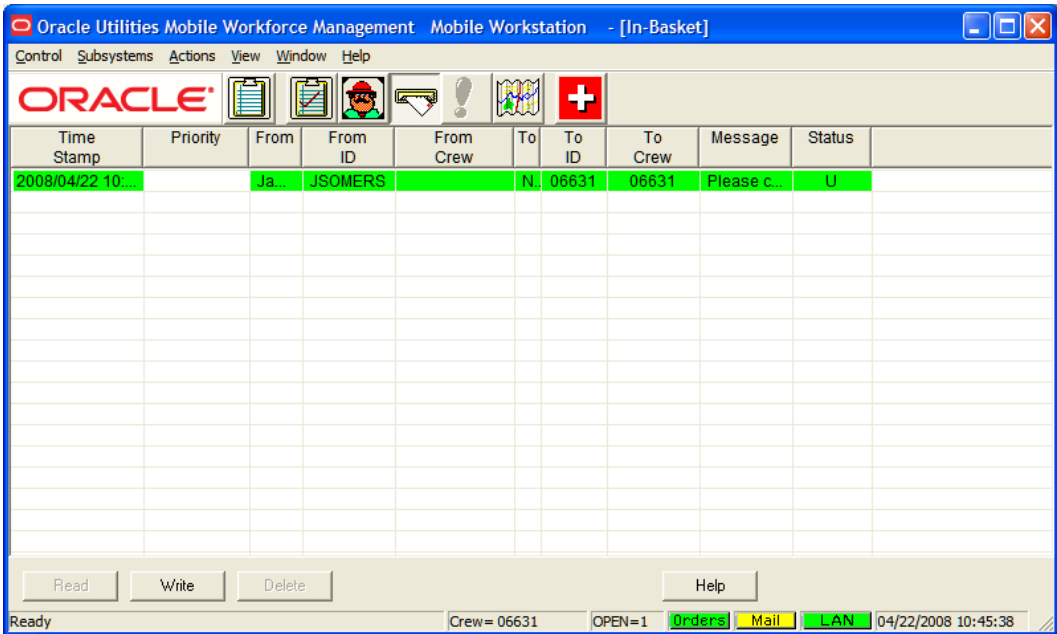 Oracle Utilities Mobile Workforce Management Mobile Workstation - [In-Basket]
Control Subsystems Actions View Window Help
ORACLE
Time Stamp Priority From From ID From Crew To To ID To Crew Message Status
2008/04/22 10:... Ja... JSOMERS N.. 06631 06631 Please c... U
Read Write Delete Help
Ready Crew= 06631 OPEN=1 Orders Mail LAN 04/22/2008 10:45:38